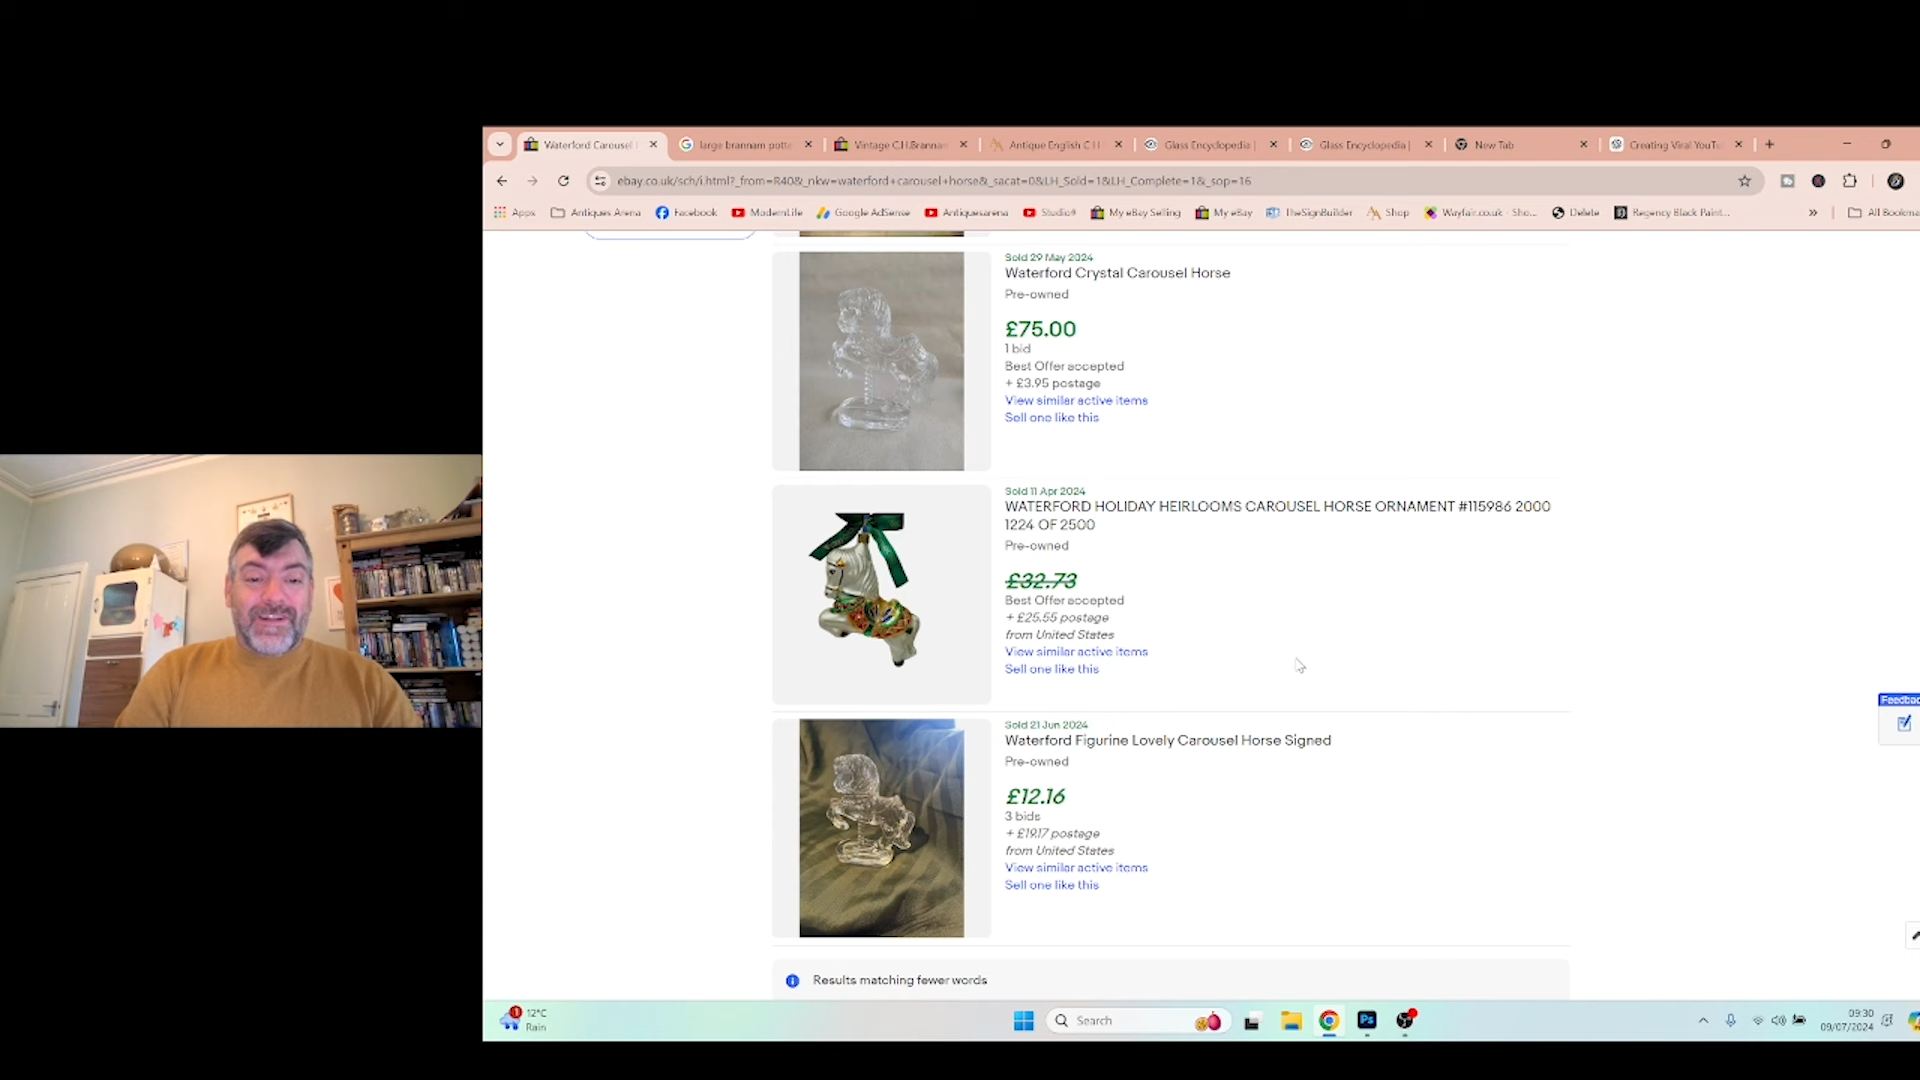 Waterford Carousel
large brannam potte
Vintage C.H.Brannam
Antique English C H
Glass Encyclopedia |
Glass Encyclopedia |
New Tab
Creating Viral YouTu
ebay.co.uk/sch/i.html?_from=R40&_nkw=waterford+carousel+horse&_sacat=0&LH_Sold=1&LH_Complete=1&_sop=16
Apps
Antiques Arena
Facebook
ModernLife
Google AdSense
Antiquesarena
Studio9
My eBay Selling
My eBay
TheSignBuilder
Shop
Wayfair.co.uk - Sho...
Delete
Regency Black Paint...
All Bookma
Sold 29 May 2024
Waterford Crystal Carousel Horse
Pre-owned
£75.00
1 bid
Best Offer accepted
+ £3.95 postage
View similar active items
Sell one like this
Sold 11 Apr 2024
WATERFORD HOLIDAY HEIRLOOMS CAROUSEL HORSE ORNAMENT #115986 2000
1224 OF 2500
Pre-owned
£32.73
Best Offer accepted
+ £25.55 postage
from United States
View similar active items
Sell one like this
Feedbac
Sold 21 Jun 2024
Waterford Figurine Lovely Carousel Horse Signed
Pre-owned
£12.16
3 bids
+ £19.17 postage
from United States
View similar active items
Sell one like this
Results matching fewer words
1
12°C
Rain
Search
Ps
09:30
09/07/2024